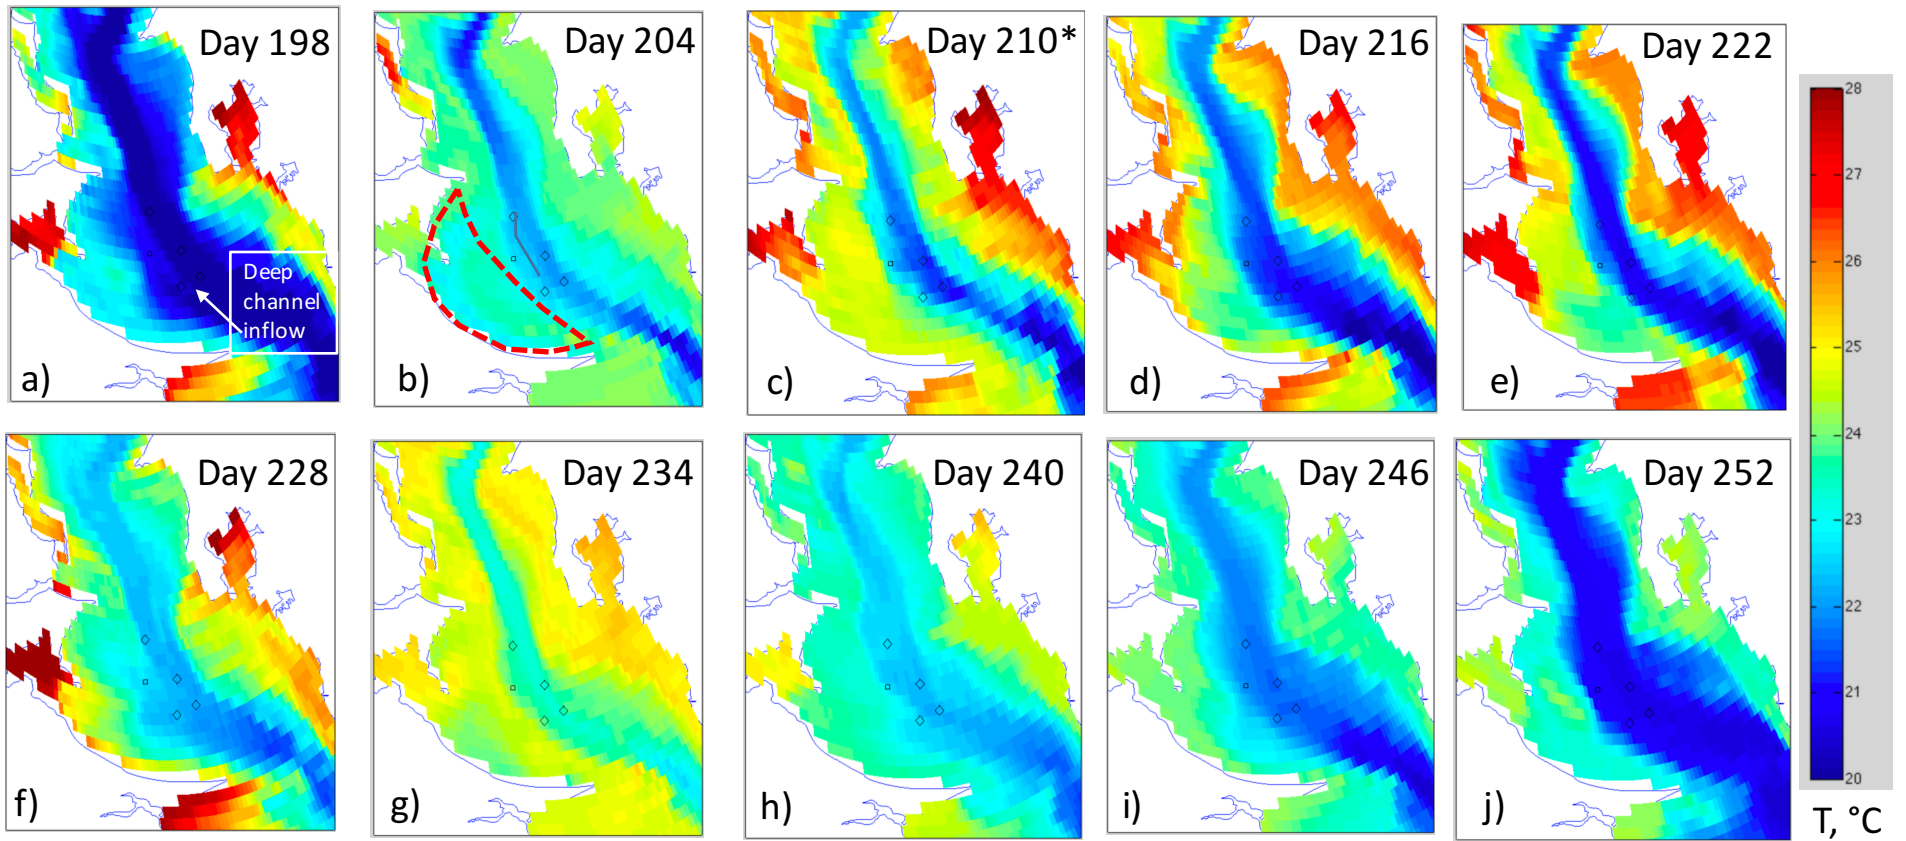 Day 198
Day 204
Day 210*
Day 216
Day 222
Deep
channel
inflow
a)
b)
c)
d)
e)
28
27
26
25
24
23
22
21
20
T, °C
Day 228
Day 234
Day 240
Day 246
Day 252
f)
g)
h)
i)
j)